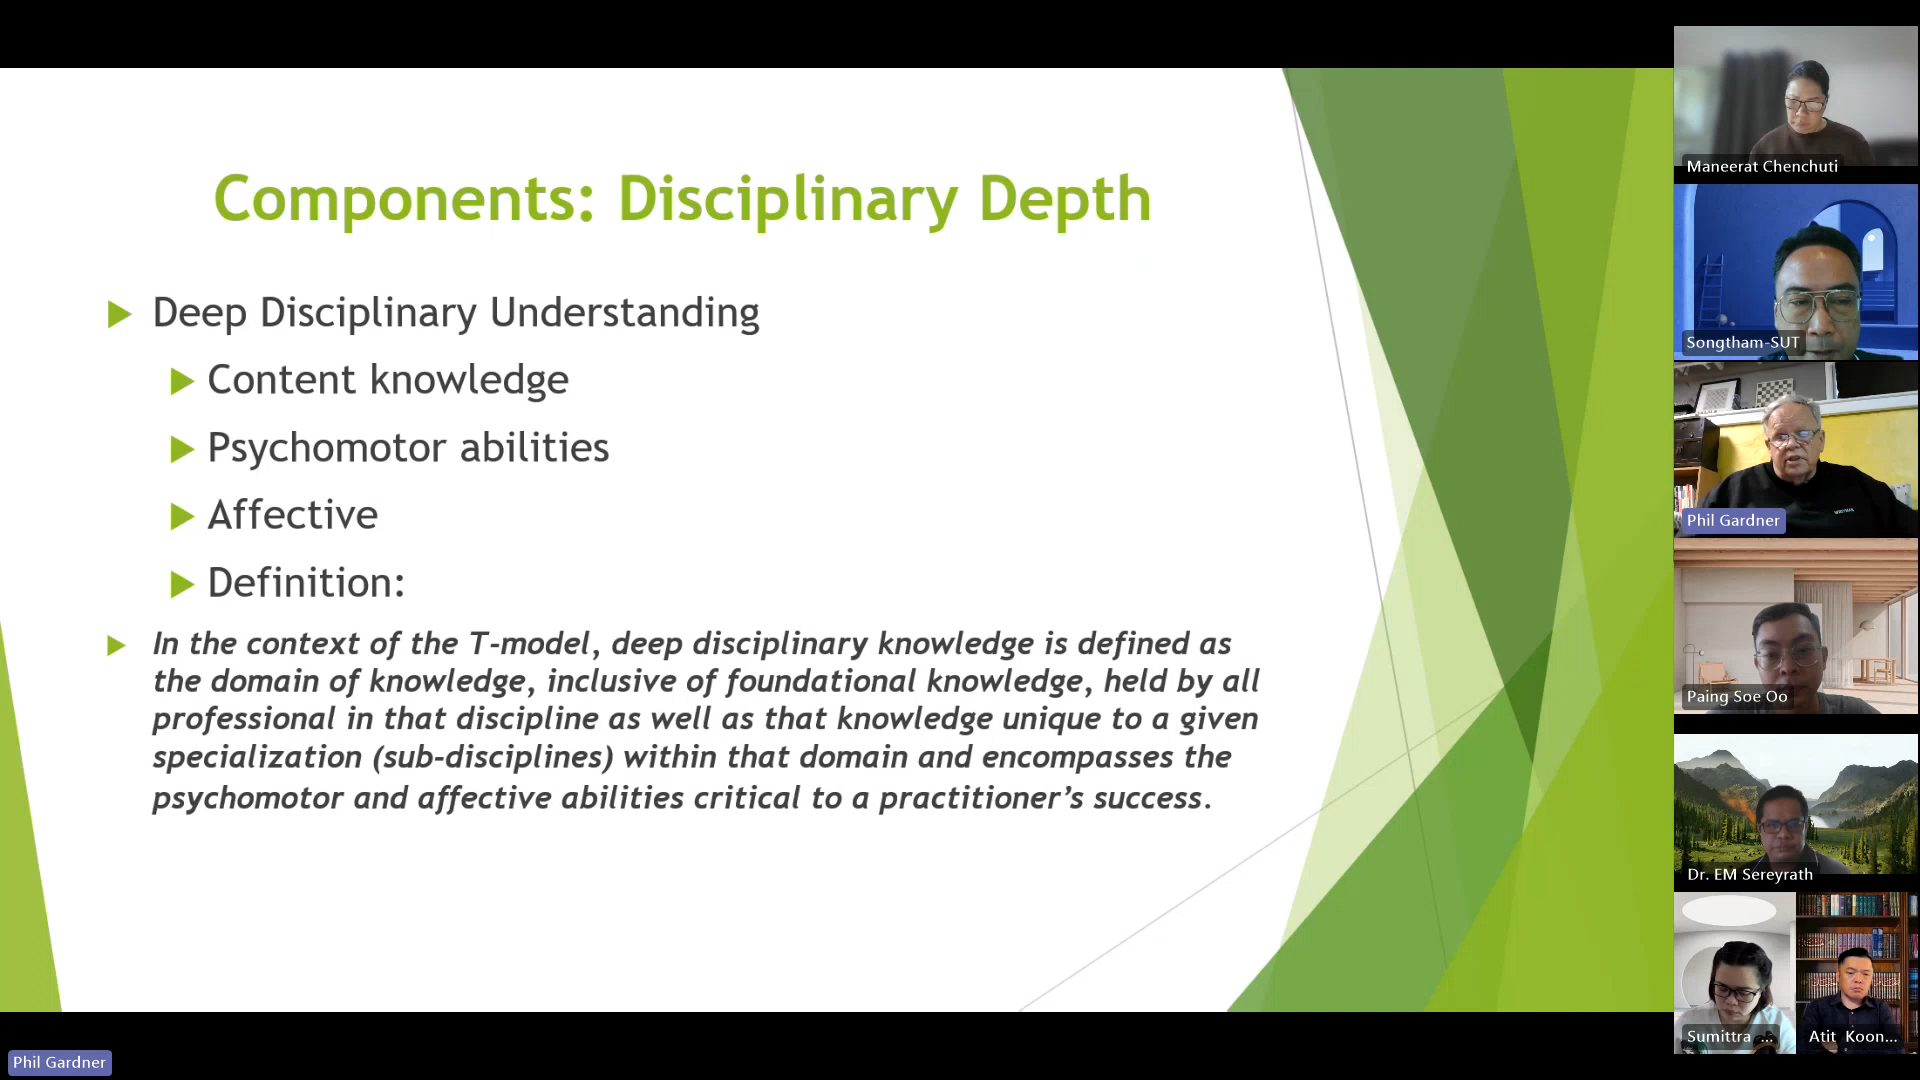 Components: Disciplinary Depth
Deep Disciplinary Understanding
Content knowledge
Psychomotor abilities
Affective
Definition:
In the context of the T-model, deep disciplinary knowledge is defined as
the domain of knowledge, inclusive of foundational knowledge, held by all
professional in that discipline as well as that knowledge unique to a given
specialization (sub-disciplines) within that domain and encompasses the
psychomotor and affective abilities critical to a practitioner’s success.
Maneerat Chenchuti
Songtham-SUT
Phil Gardner
Paing Soe Oo
Dr. EM Sereyrath
Sumittra ...
Atit Koon...
Phil Gardner